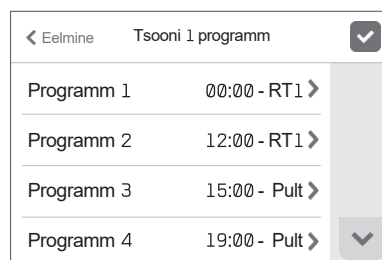 Eelmine Tsooni 1 programm
Programm 1 00:00 - RT1
Programm 2 12:00 - RT1
Programm 3 15:00 - Pult
Programm 4 19:00 - Pult